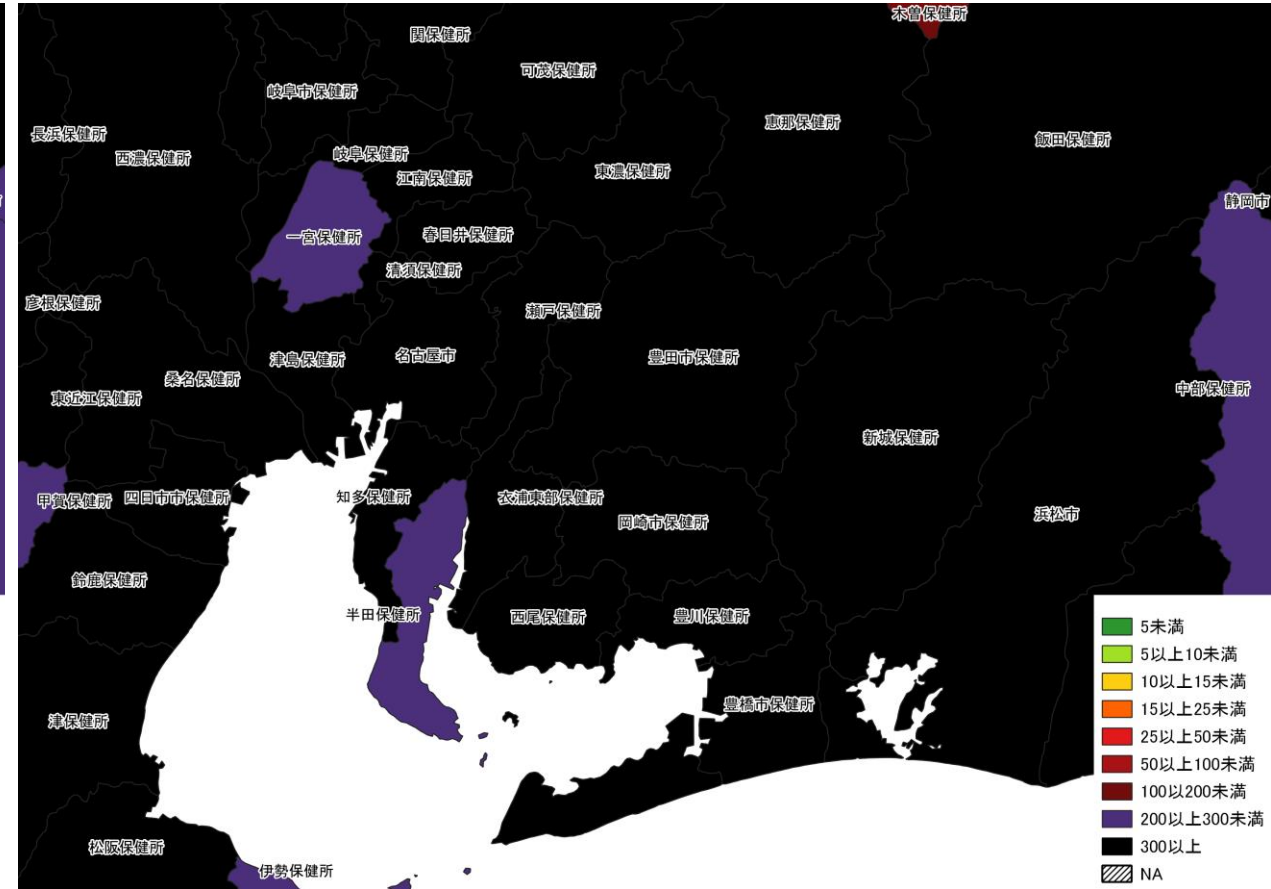 木曽保健所
関保健所
可茂保健所
岐阜市保健所
恵那保健所
長浜保健所
飯田保健所
西濃保健所
岐阜保健所
東濃保健所
江南保健所
静岡市
一宮保健所
春日井保健所
清須保健所
彦根保健所
瀬戸保健所
津島保健所
名古屋市
豊田市保健所
桑名保健所
中部保健所
東近江保健所
新城保健所
甲賀保健所
四日市市保健所
知多保健所
衣浦東部保健所
岡崎市保健所
浜松市
鈴鹿保健所
半田保健所
西尾保健所
豊川保健所
津保健所
豊橋市保健所
松阪保健所
伊勢保健所
5未満
5以上10未満
10以上15未満
15以上25未満
25以上50未満
50以上100未満
100以200未満
200以上300未満
300以上
NA